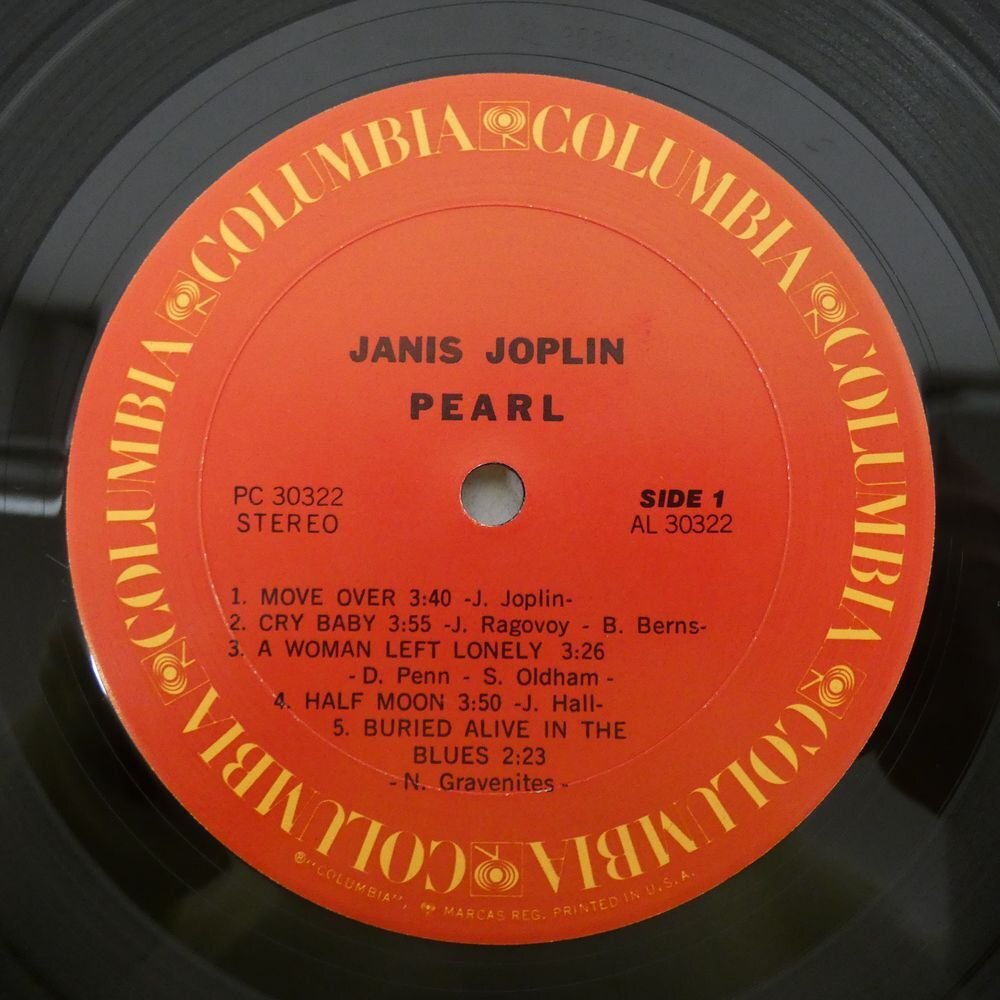 COLUMBIA COLUMBIA COLUMBIA COLUMBIA COLUMBIA COLUMBIA
JANIS JOPLIN
PEARL
PC 30322
STEREO
SIDE 1
AL 30322
1. MOVE OVER 3:40 -J. Joplin-
2. CRY BABY 3:55 -J. Ragovoy - B. Berns-
3. A WOMAN LEFT LONELY 3:26
- D. Penn - S. Oldham -
4. HALF MOON 3:50 -J. Hall-
5. BURIED ALIVE IN THE
BLUES 2:23
- N. Gravenites -
® "COLUMBIA", MARCAS REG. PRINTED IN U.S.A.